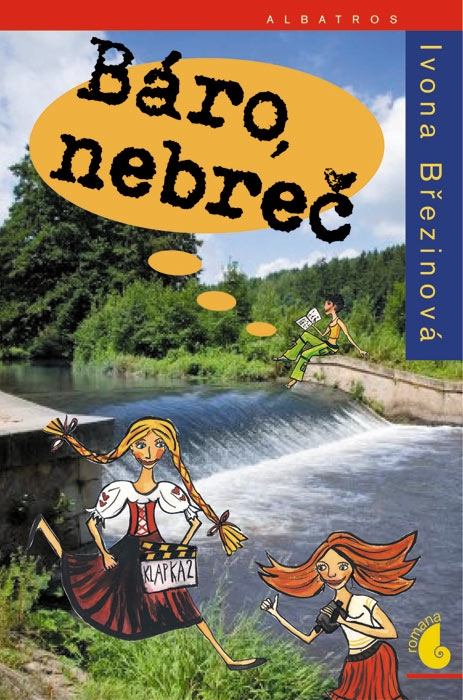 ALBATROS
Báro,
nebreč
Ivona Březinová
KLAPKA 2
romana